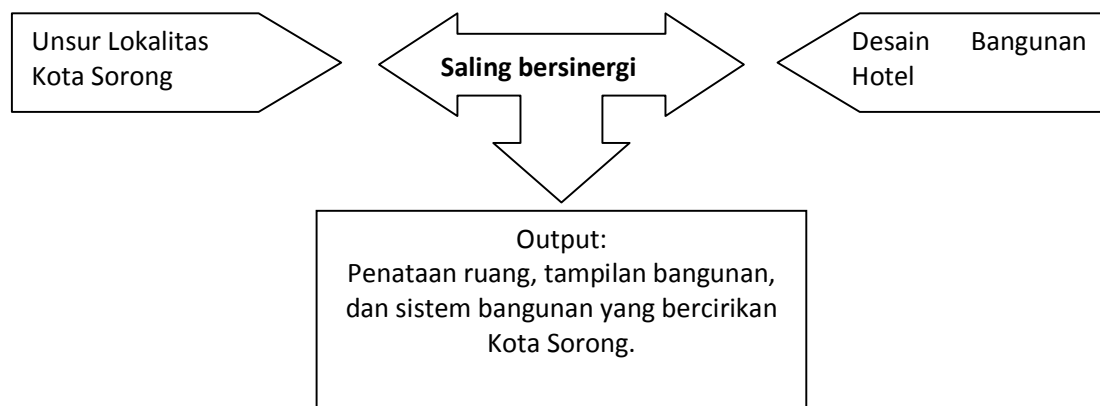 Unsur Lokalitas
Kota Sorong
Saling bersinergi
Desain Bangunan
Hotel
Output:
Penataan ruang, tampilan bangunan,
dan sistem bangunan yang bercirikan
Kota Sorong.